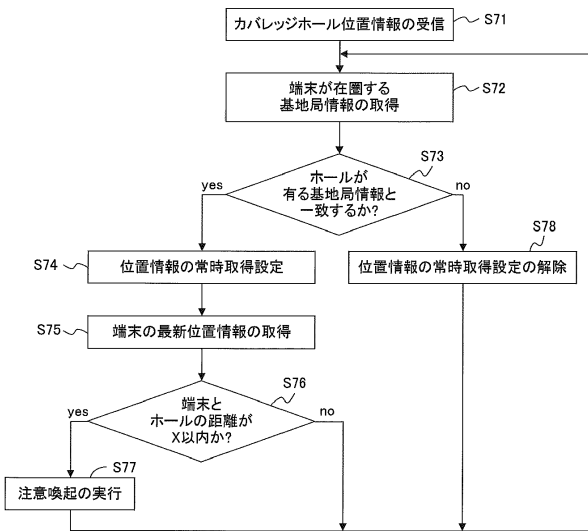 カバレッジホール位置情報の受信
S71
端末が在圏する
基地局情報の取得
S72
S73
ホールが
有る基地局情報と
一致するか?
yes
no
S74
位置情報の常時取得設定
S78
位置情報の常時取得設定の解除
S75
端末の最新位置情報の取得
S76
端末と
ホールの距離が
X以内か?
yes
no
S77
注意喚起の実行